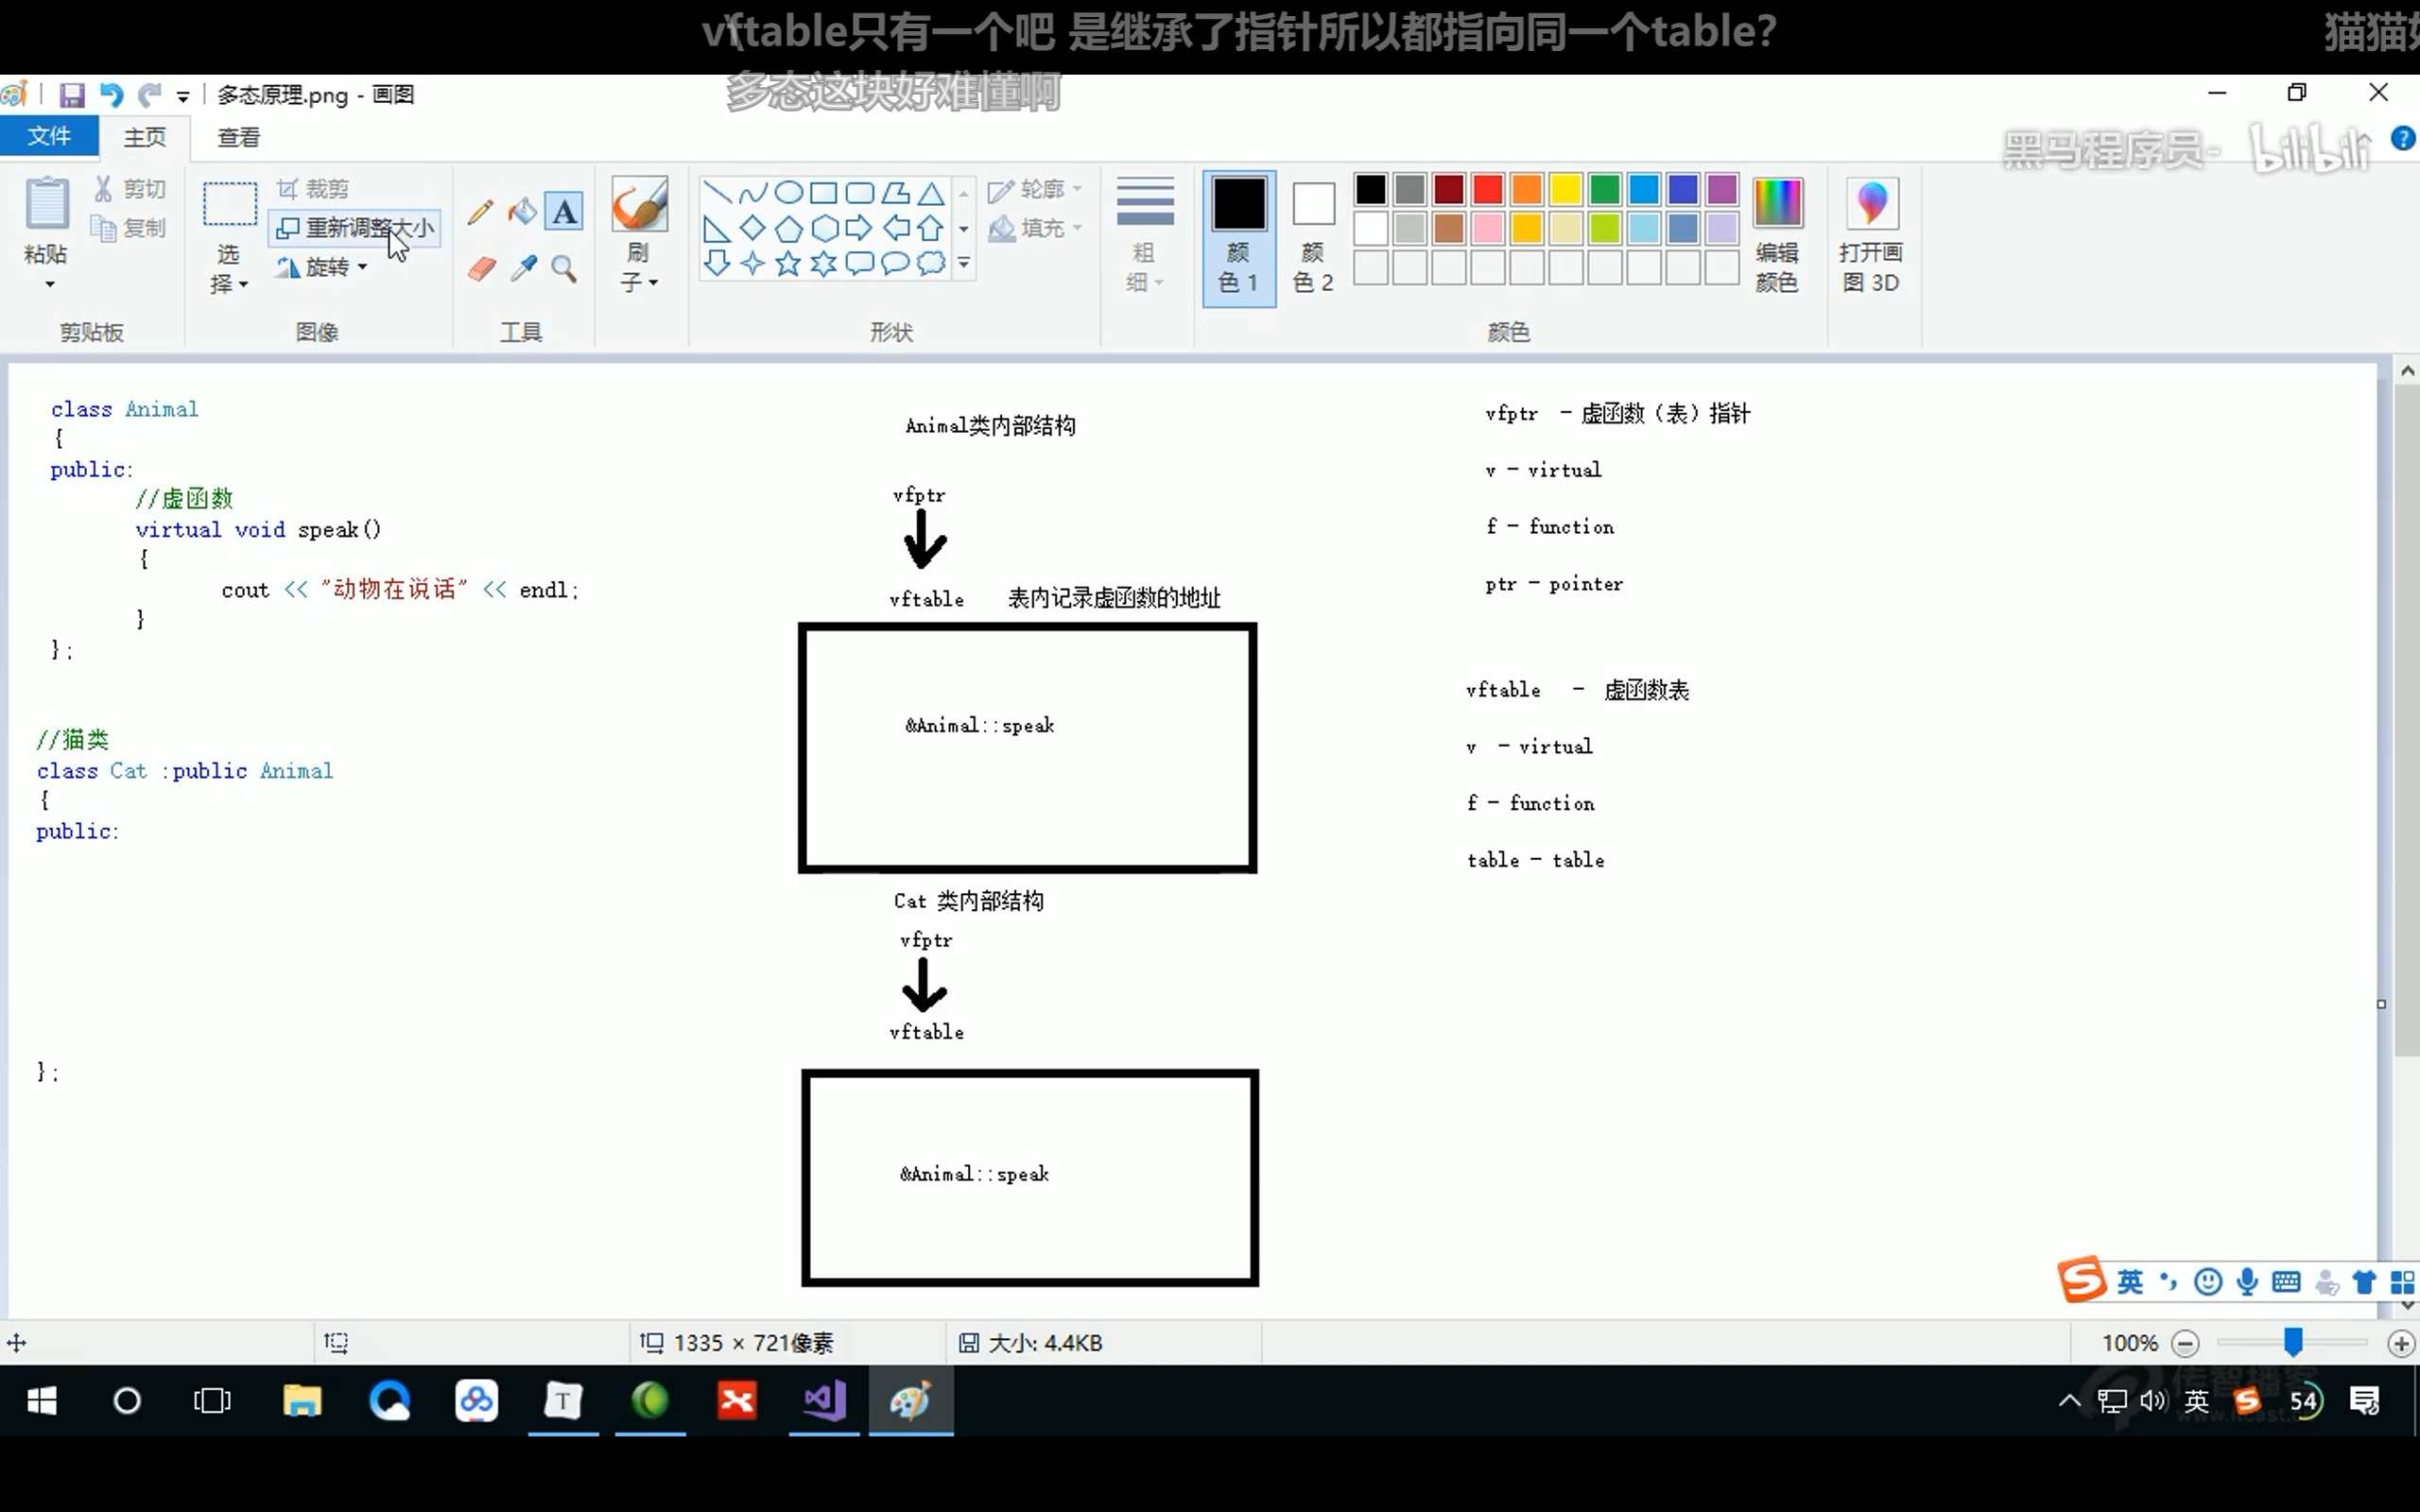 vftable只有一个吧 是继承了指针所以都指向同一个table?
多态这块好难懂啊
多态原理.png - 画图
文件 主页 查看
黑马程序员- bilibili
粘贴
剪切
复制
选择
裁剪
重新调整大小
旋转
刷子
轮廓
填充
粗细
颜色 1
颜色 2
编辑颜色
打开画图 3D
剪贴板 图像 工具 形状 颜色
class Animal
{
public:
//虚函数
virtual void speak()
{
cout << "动物在说话" << endl;
}
};
//猫类
class Cat :public Animal
{
public:
};
Animal类内部结构
vfptr
vftable 表内记录虚函数的地址
&Animal::speak
Cat 类内部结构
vfptr
vftable
&Animal::speak
vfptr - 虚函数（表）指针
v - virtual
f - function
ptr - pointer
vftable - 虚函数表
v - virtual
f - function
table - table
英
1335 × 721像素
大小: 4.4KB
100%
英
54